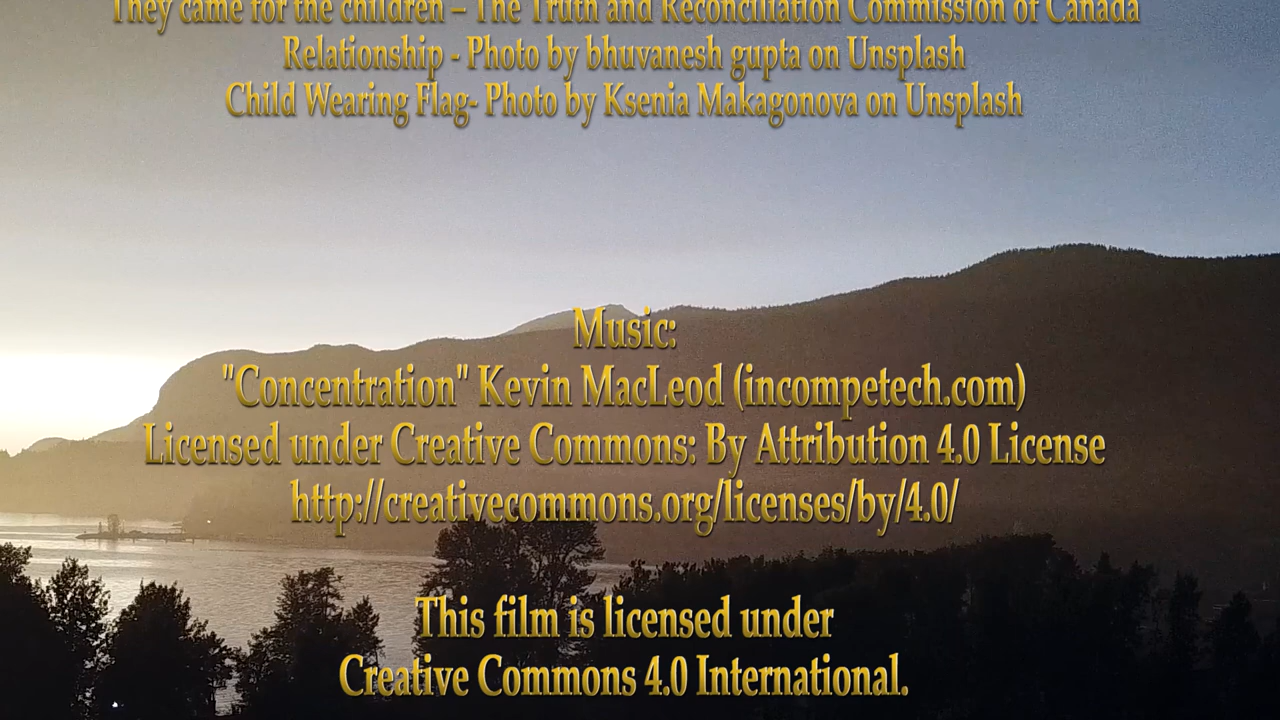 They came for the children – The Truth and Reconciliation Commission of Canada
Relationship - Photo by bhuvanesh gupta on Unsplash
Child Wearing Flag- Photo by Ksenia Makagonova on Unsplash
Music:
"Concentration" Kevin MacLeod (incompetech.com)
Licensed under Creative Commons: By Attribution 4.0 License
http://creativecommons.org/licenses/by/4.0/
This film is licensed under
Creative Commons 4.0 International.